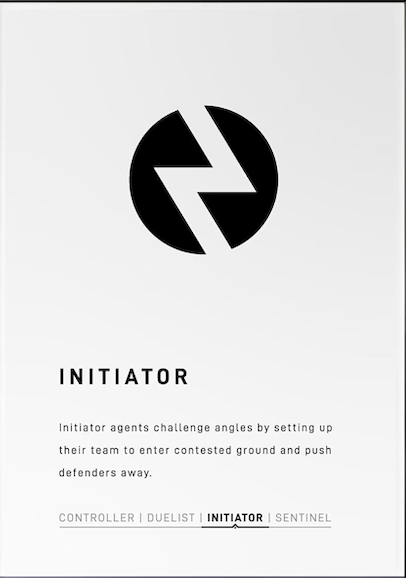 INITIATOR
Initiator agents challenge angles by setting up
their team to enter contested ground and push
defenders away.
CONTROLLER | DUELIST | INITIATOR | SENTINEL